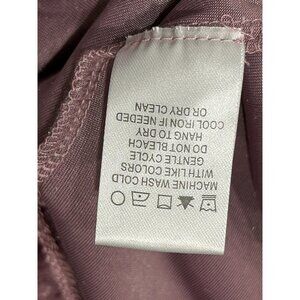 MACHINE WASH COLD
WITH LIKE COLORS
GENTLE CYCLE
DO NOT BLEACH
HANG TO DRY
COOL IRON IF NEEDED
OR DRY CLEAN